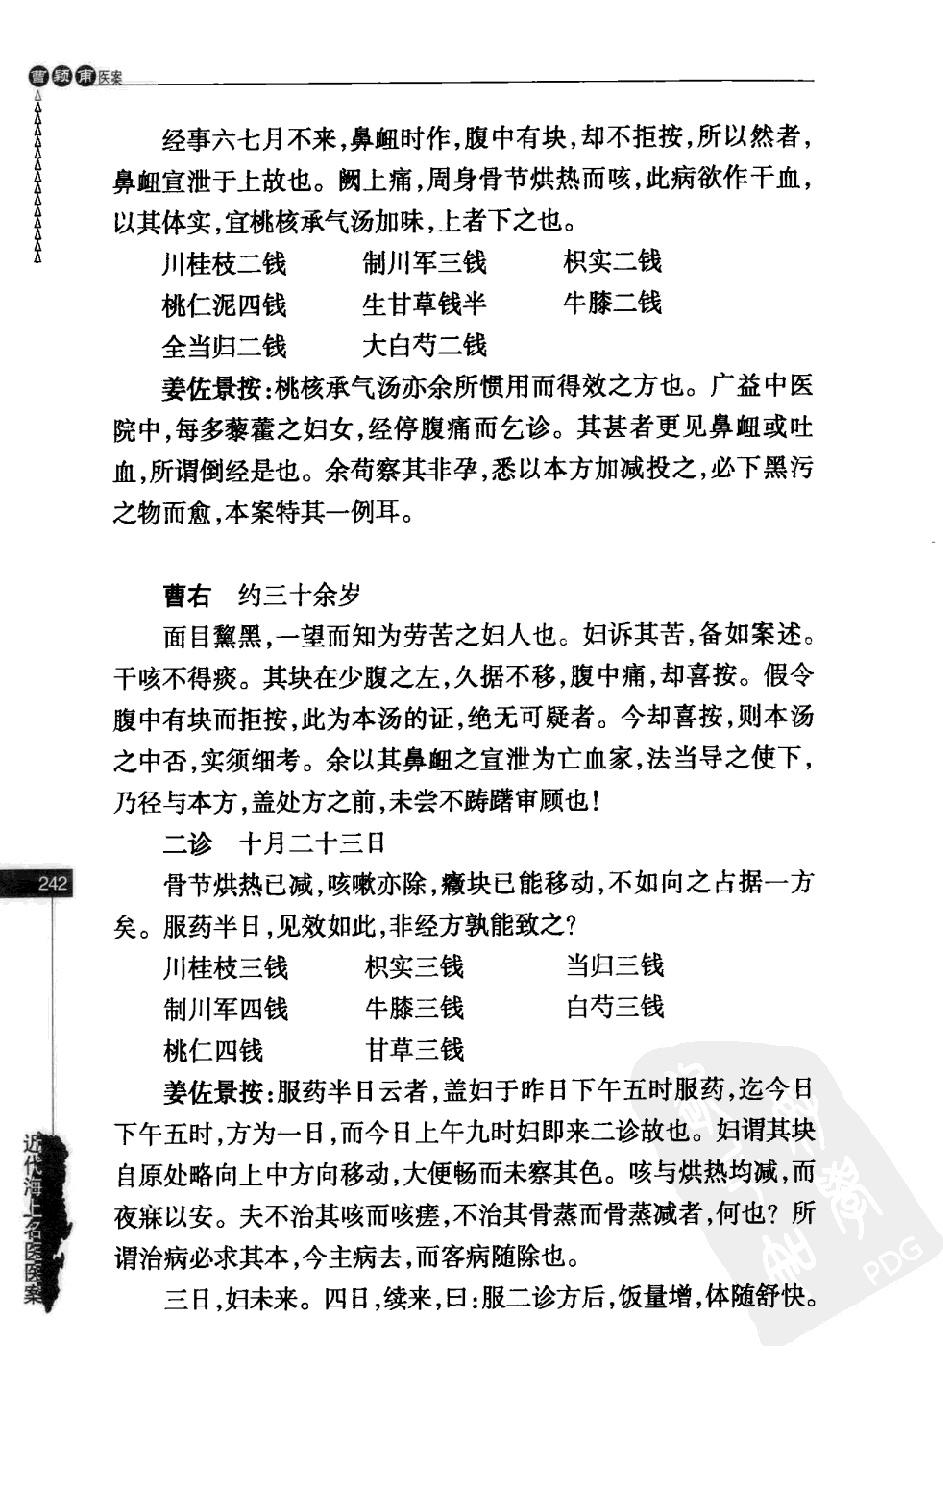 曹颖甫医案
经事六七月不来,鼻衄时作,腹中有块,却不拒按,所以然者,
鼻衄宣泄于上故也。阙上痛,周身骨节烘热而咳,此病欲作干血,
以其体实,宜桃核承气汤加味,上者下之也。
川桂枝二钱 制川军三钱 枳实二钱
桃仁泥四钱 生甘草钱半 牛膝二钱
全当归二钱 大白芍二钱
姜佐景按:桃核承气汤亦余所惯用而得效之方也。广益中医
院中,每多藜藿之妇女,经停腹痛而乞诊。其甚者更见鼻衄或吐
血,所谓倒经是也。余苟察其非孕,悉以本方加减投之,必下黑污
之物而愈,本案特其一例耳。
曹右 约三十余岁
面目黧黑,一望而知为劳苦之妇人也。妇诉其苦,备如案述。
干咳不得痰。其块在少腹之左,久据不移,腹中痛,却喜按。假令
腹中有块而拒按,此为本汤的证,绝无可疑者。今却喜按,则本汤
之中否,实须细考。余以其鼻衄之宣泄为亡血家,法当导之使下,
乃径与本方,盖处方之前,未尝不踌躇审顾也!
二诊 十月二十三日
骨节烘热已减,咳嗽亦除,癥块已能移动,不如向之占据一方
矣。服药半日,见效如此,非经方孰能致之?
川桂枝三钱 枳实三钱 当归三钱
制川军四钱 牛膝三钱 白芍三钱
桃仁四钱 甘草三钱
姜佐景按:服药半日云者,盖妇于昨日下午五时服药,迄今日
下午五时,方为一日,而今日上午九时妇即来二诊故也。妇谓其块
自原处略向上中方向移动,大便畅而未察其色。咳与烘热均减,而
夜寐以安。夫不治其咳而咳瘥,不治其骨蒸而骨蒸减者,何也?所
谓治病必求其本,今主病去,而客病随除也。
三日,妇未来。四日,续来,曰:服二诊方后,饭量增,体随舒快。
242
近代海上名医医案
PDG